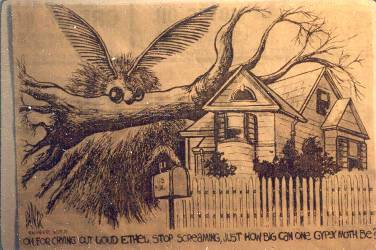 OH FOR CRYING OUT LOUD ETHEL, STOP SCREAMING, JUST HOW BIG CAN ONE GYPSY MOTH BE?